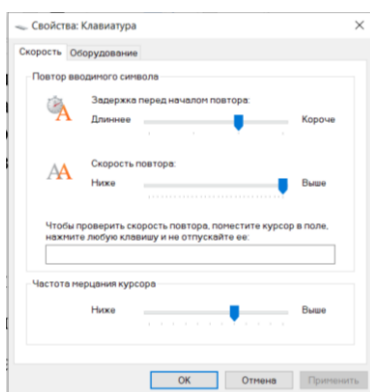 Свойства: Клавиатура
Скорость Оборудование
Повтор вводимого символа
Задержка перед началом повтора:
Длиннее Короче
Скорость повтора:
Ниже Выше
Чтобы проверить скорость повтора, поместите курсор в поле,
нажмите любую клавишу и не отпускайте ее:
Частота мерцания курсора
Ниже Выше
OK Отмена Применить